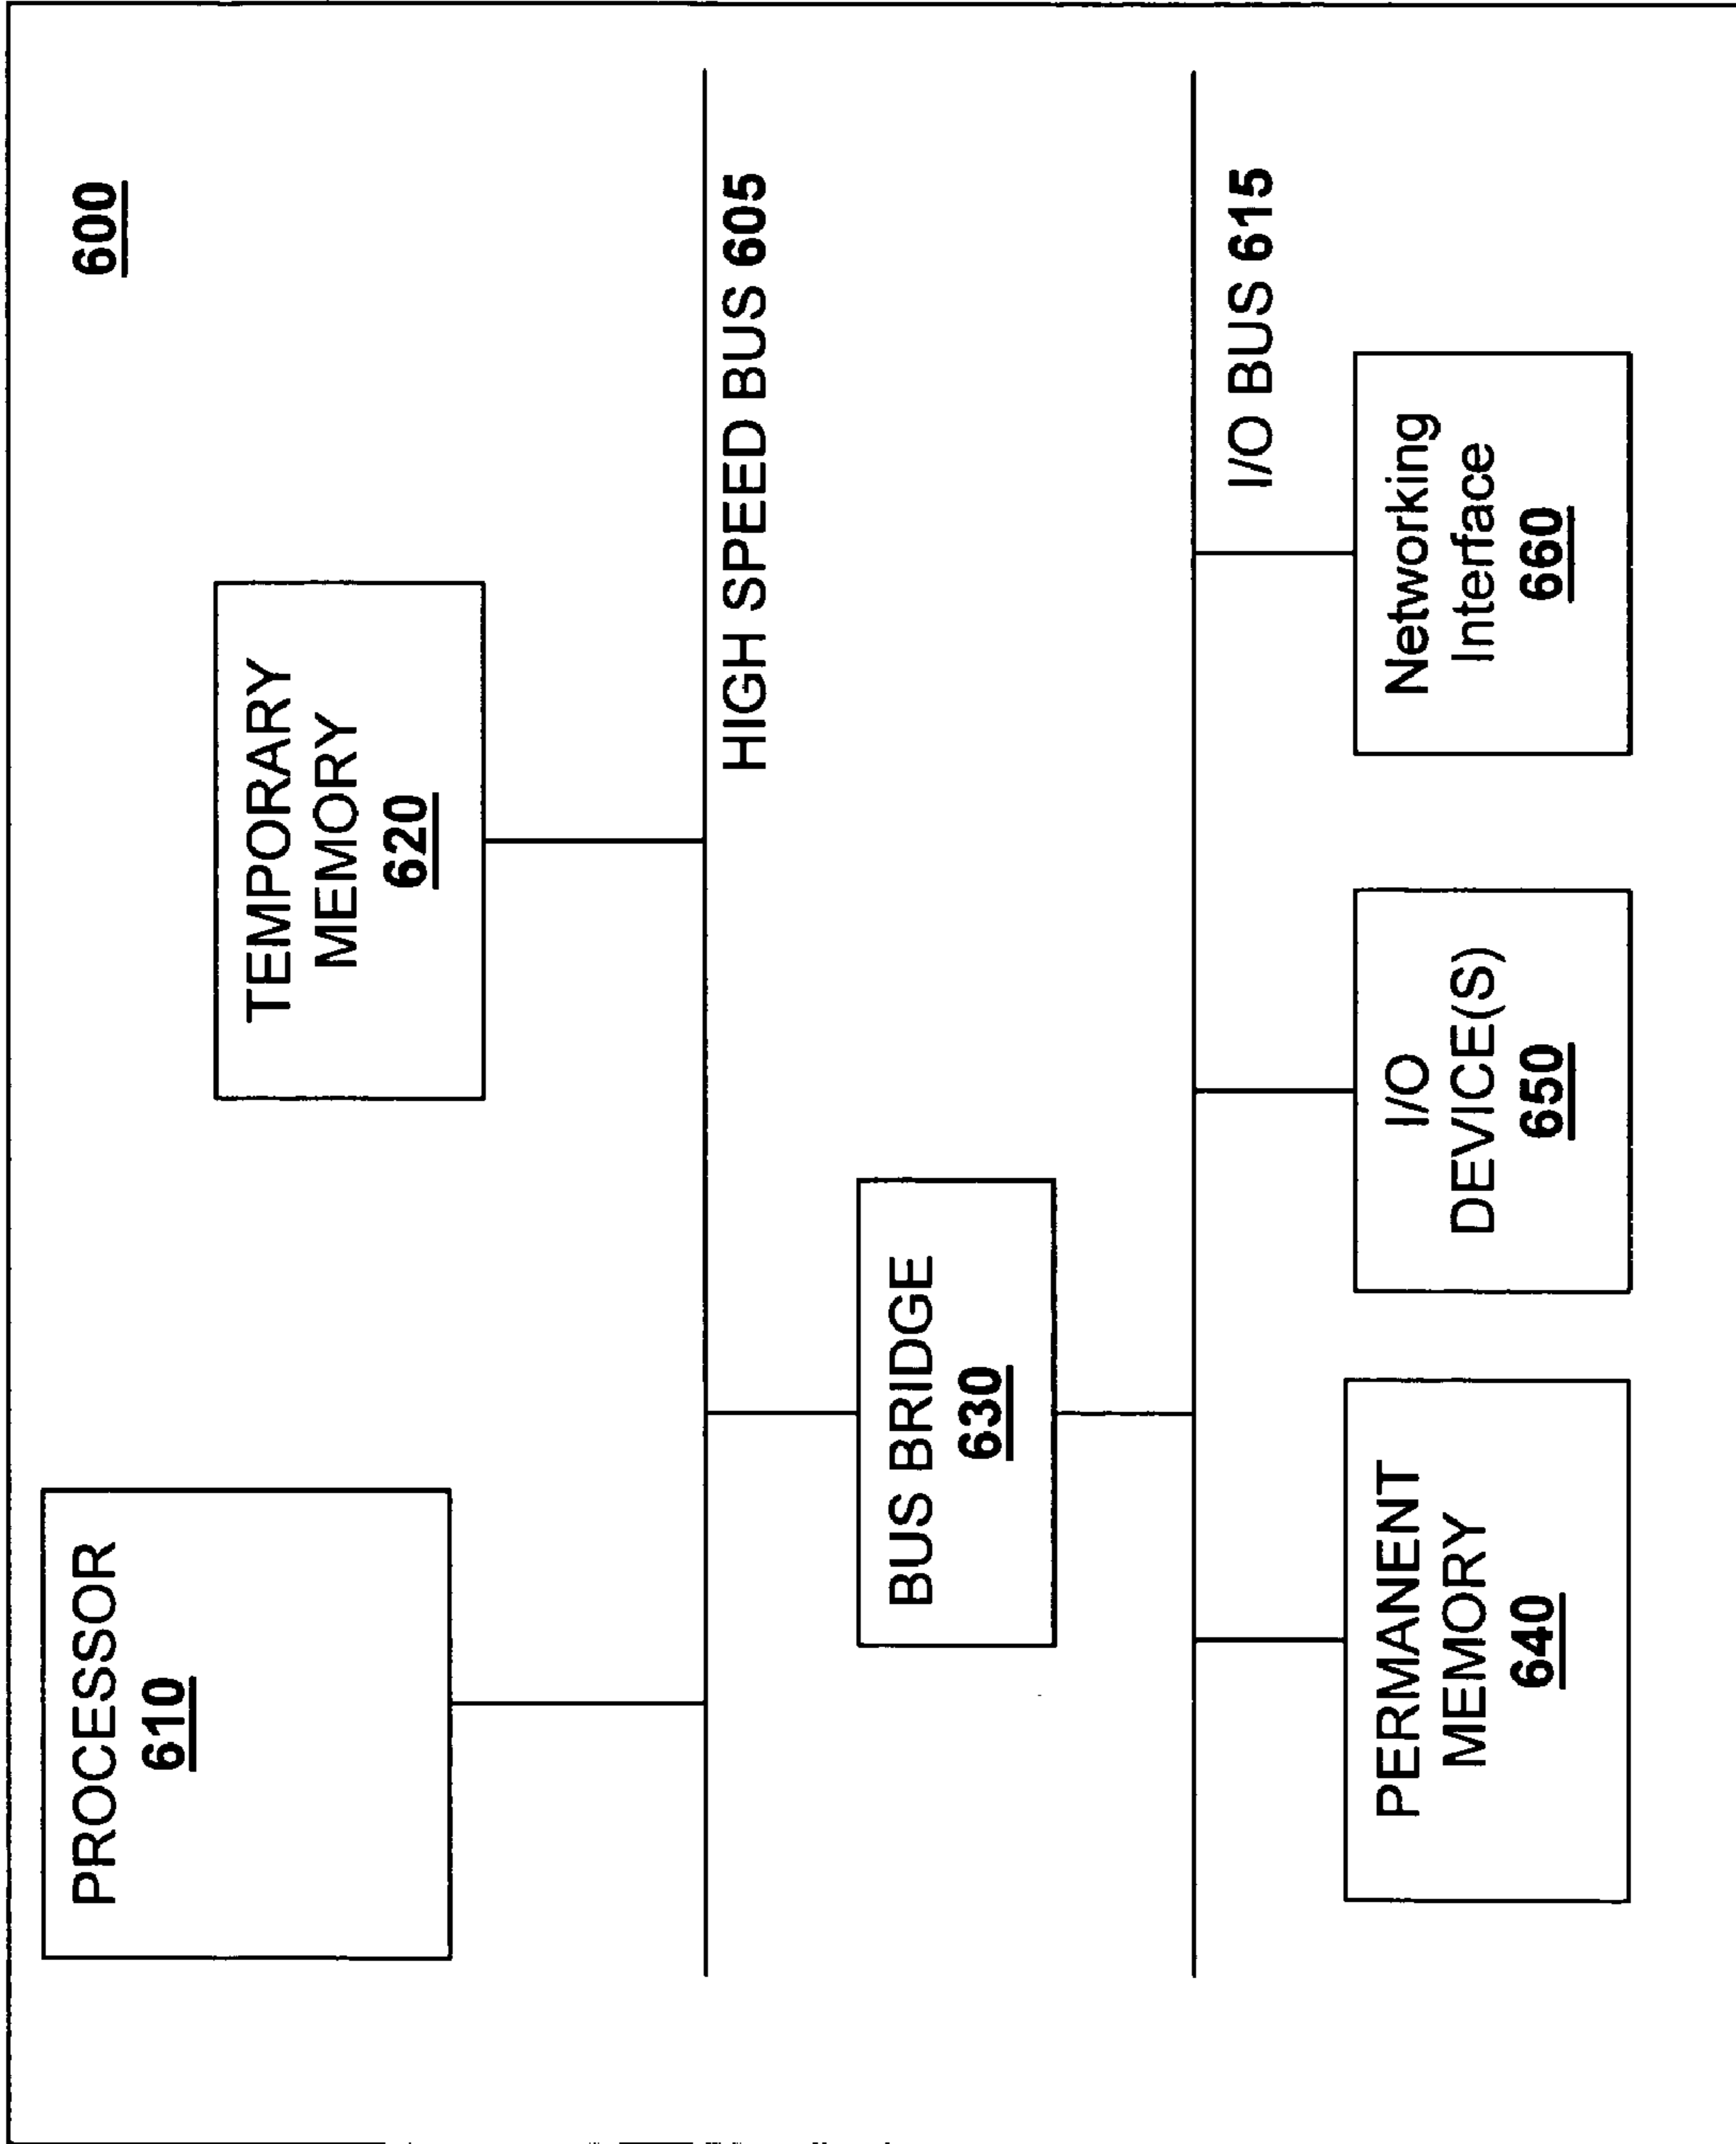 600
PROCESSOR
610
TEMPORARY
MEMORY
620
HIGH SPEED BUS 605
BUS BRIDGE
630
I/O BUS 615
PERMANENT
MEMORY
640
I/O
DEVICE(S)
650
Networking
Interface
660